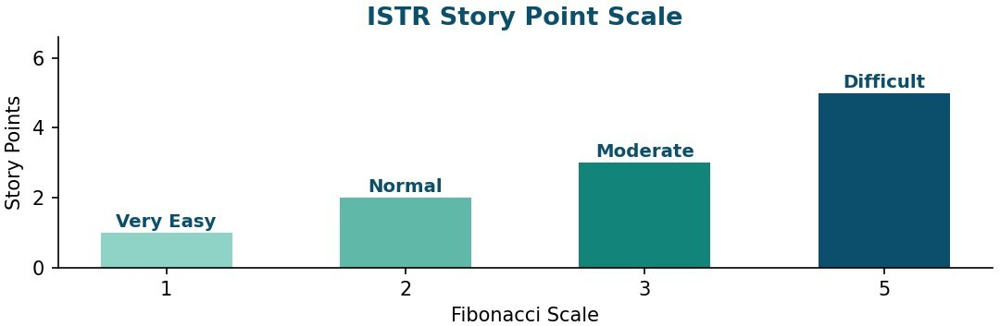 ISTR Story Point Scale
6
4
2
0
Story Points
Very Easy
Normal
Moderate
Difficult
1
2
3
5
Fibonacci Scale